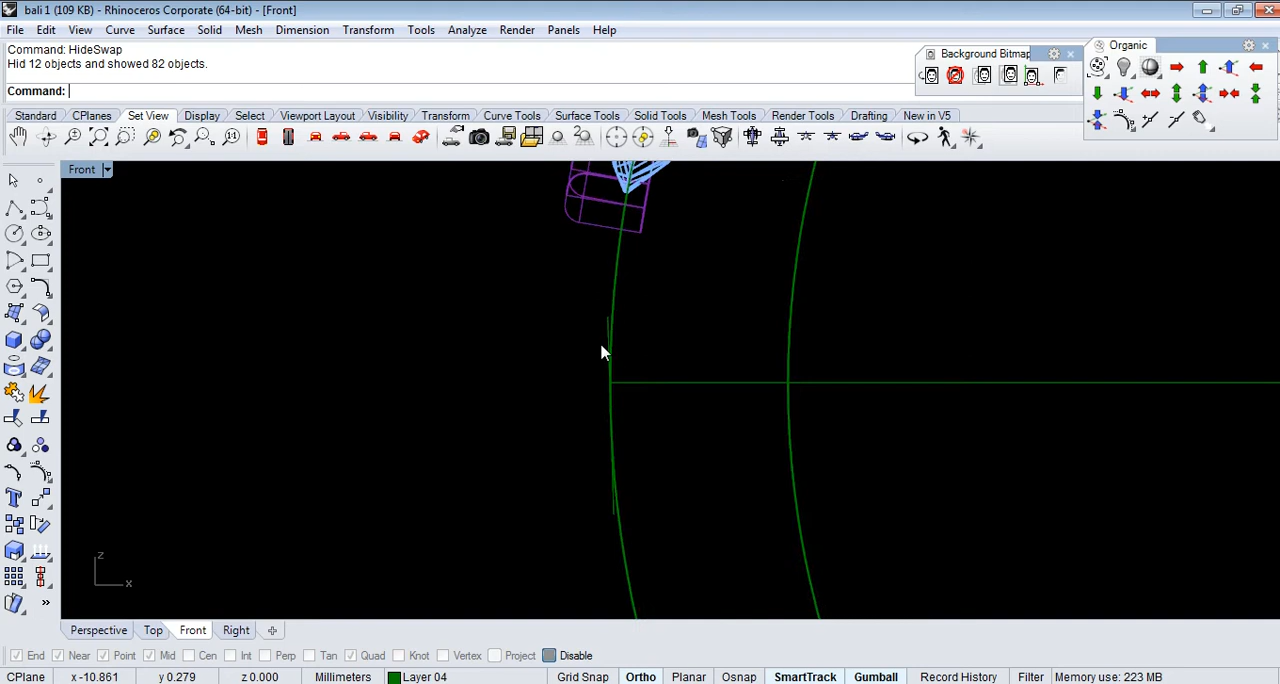 bali 1 (109 KB) - Rhinoceros Corporate (64-bit) - [Front]
File Edit View Curve Surface Solid Mesh Dimension Transform Tools Analyze Render Panels Help
Command: HideSwap
Hid 12 objects and showed 82 objects.
Command:
Background Bitmap
Organic
Standard CPlanes Set View Display Select Viewport Layout Visibility Transform Curve Tools Surface Tools Solid Tools Mesh Tools Render Tools Drafting New in V5
Front
z
x
Perspective Top Front Right
End Near Point Mid Cen Int Perp Tan Quad Knot Vertex Project Disable
CPlane x -10.861 y 0.279 z 0.000 Millimeters Layer 04 Grid Snap Ortho Planar Osnap SmartTrack Gumball Record History Filter Memory use: 223 MB